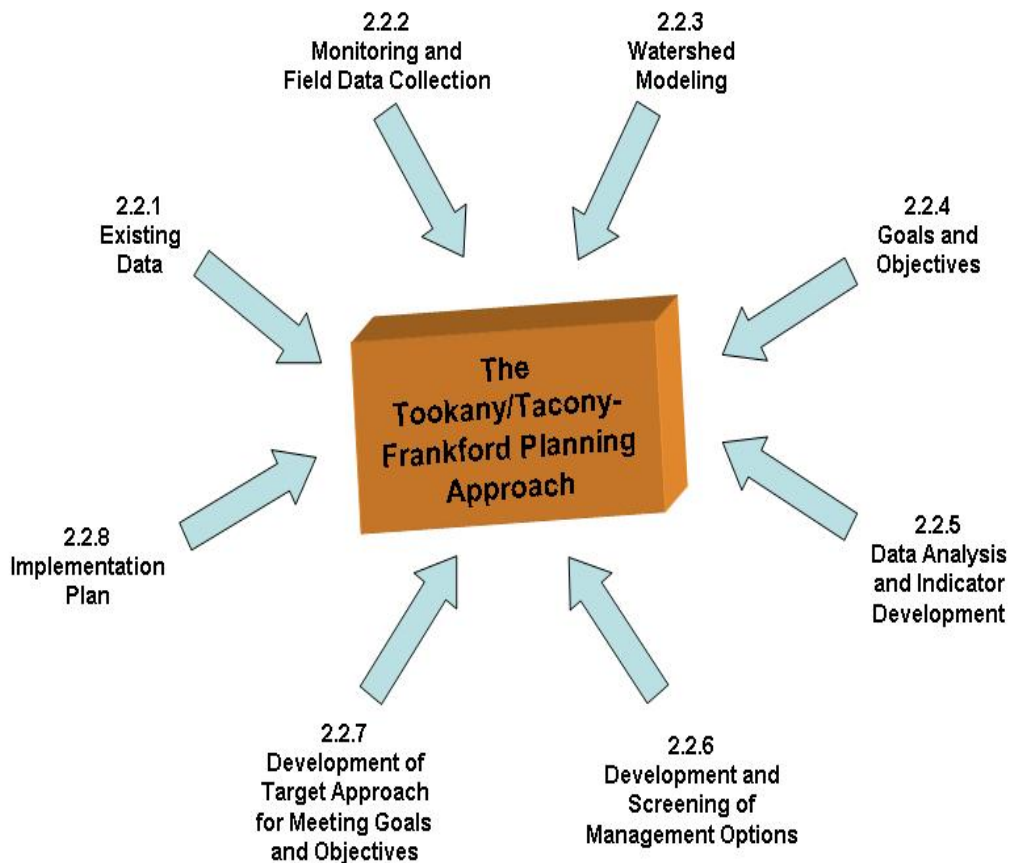 2.2.2
Monitoring and
Field Data Collection
2.2.3
Watershed
Modeling
2.2.1
Existing
Data
2.2.4
Goals and
Objectives
The
Tookany/Tacony-
Frankford Planning
Approach
2.2.8
Implementation
Plan
2.2.5
Data Analysis
and Indicator
Development
2.2.7
Development of
Target Approach
for Meeting Goals
and Objectives
2.2.6
Development and
Screening of
Management Options